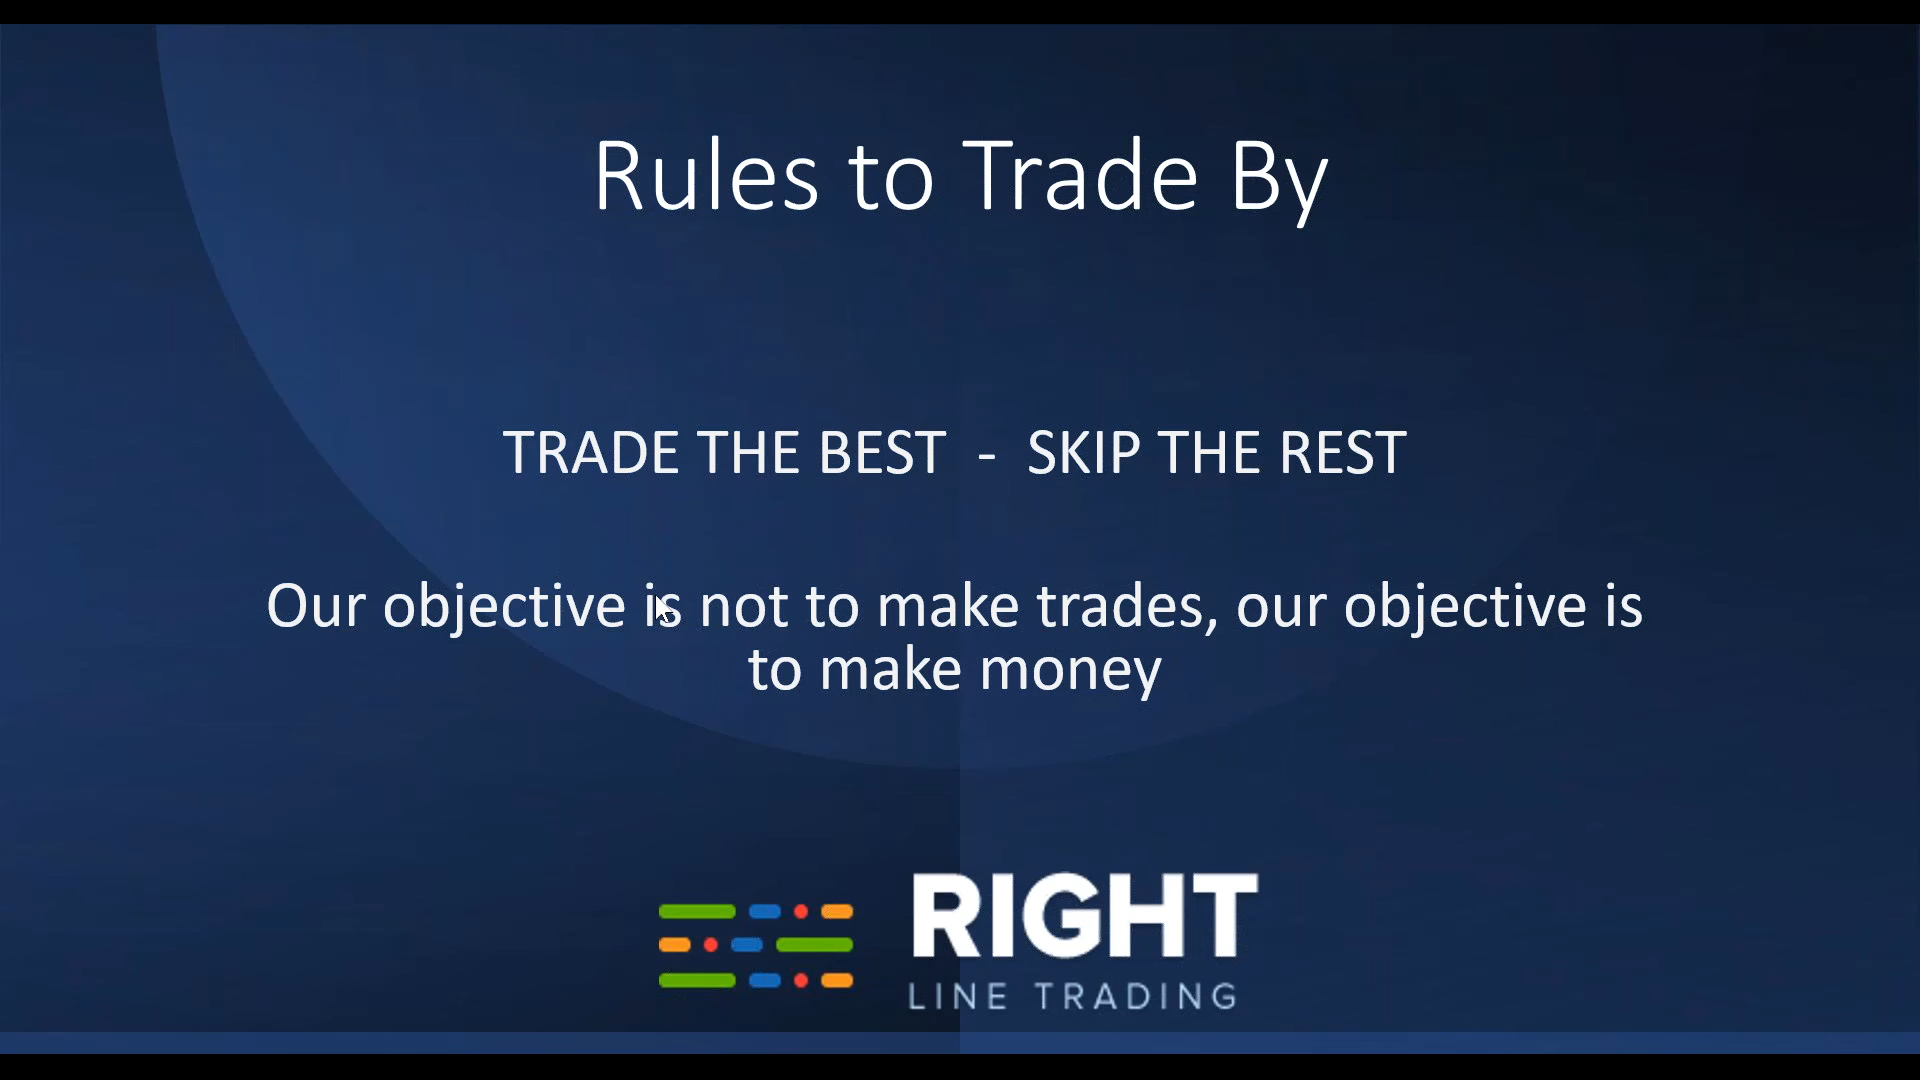 Rules to Trade By
TRADE THE BEST - SKIP THE REST
Our objective is not to make trades, our objective is
to make money
RIGHT
LINE TRADING